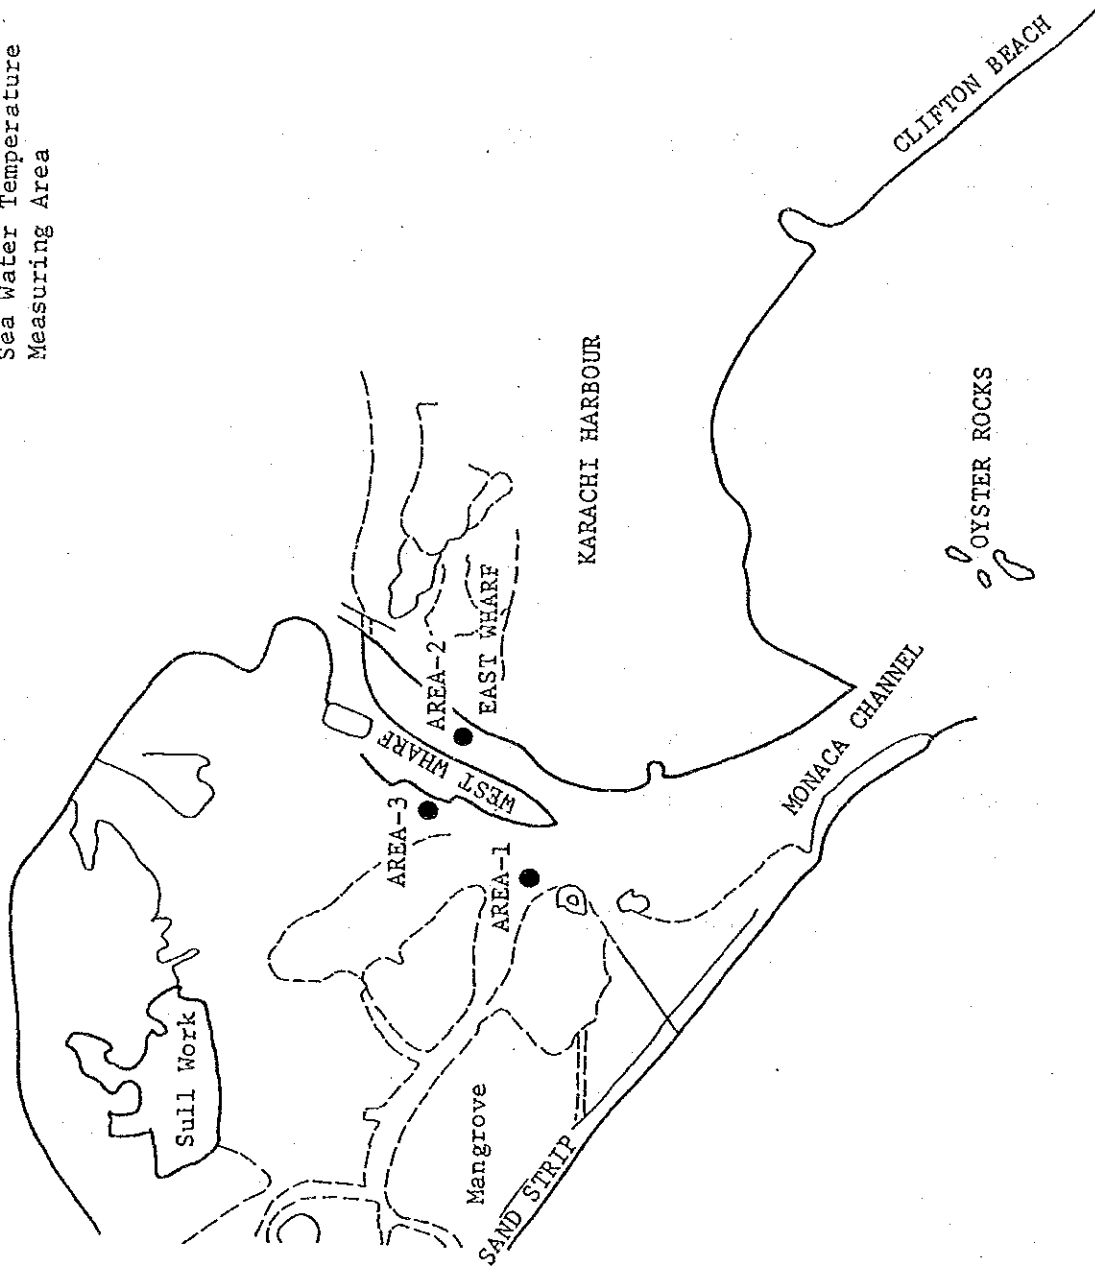 Sea Water Temperature
Measuring Area
CLIFTON BEACH
KARACHI HARBOUR
OYSTER ROCKS
EAST WHARF
AREA-2
WEST WHARF
AREA-3
AREA-1
MONACA CHANNEL
Sull Work
Mangrove
SAND STRIP